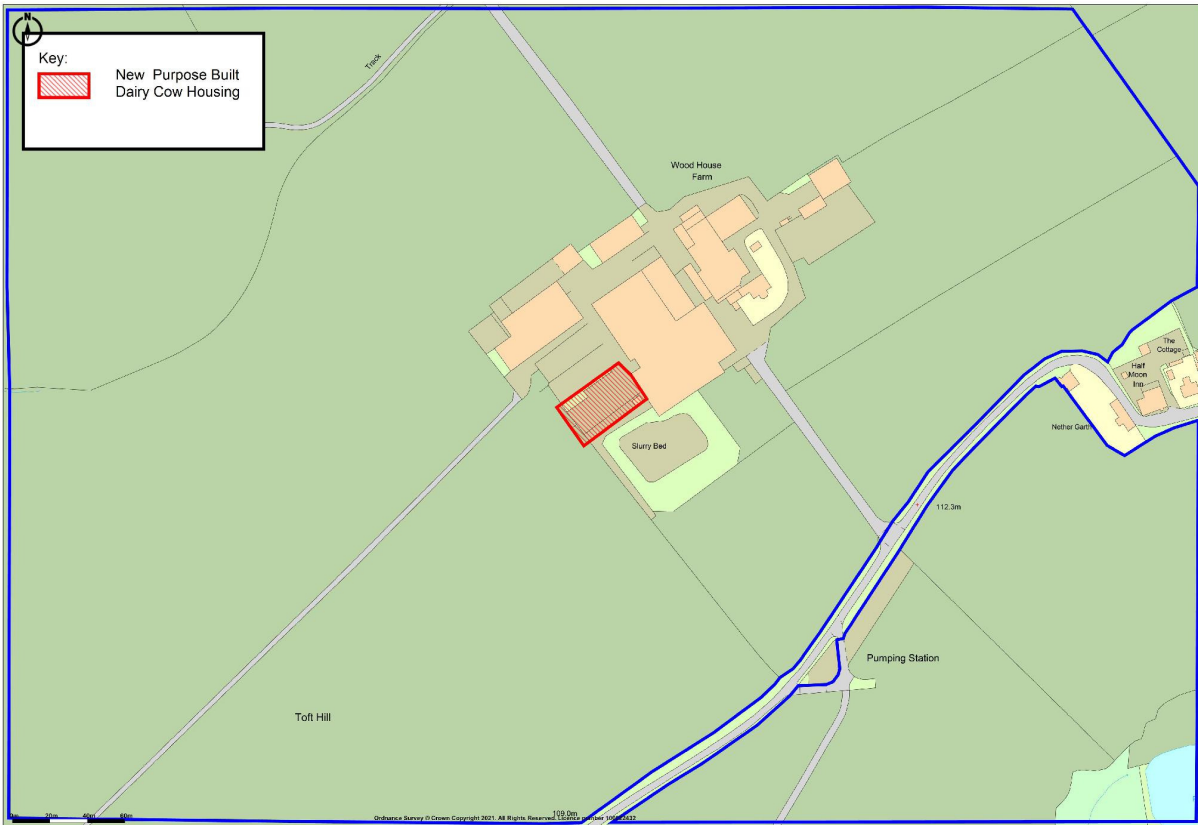 N
Key:
New Purpose Built
Dairy Cow Housing
Track
Wood House
Farm
The
Cottage
Half
Moon
Inn
Nether Garth
Slurry Bed
112.3m
Pumping Station
Toft Hill
109.0m
20m 40m 60m
Ordnance Survey © Crown Copyright 2021. All Rights Reserved. Licence number